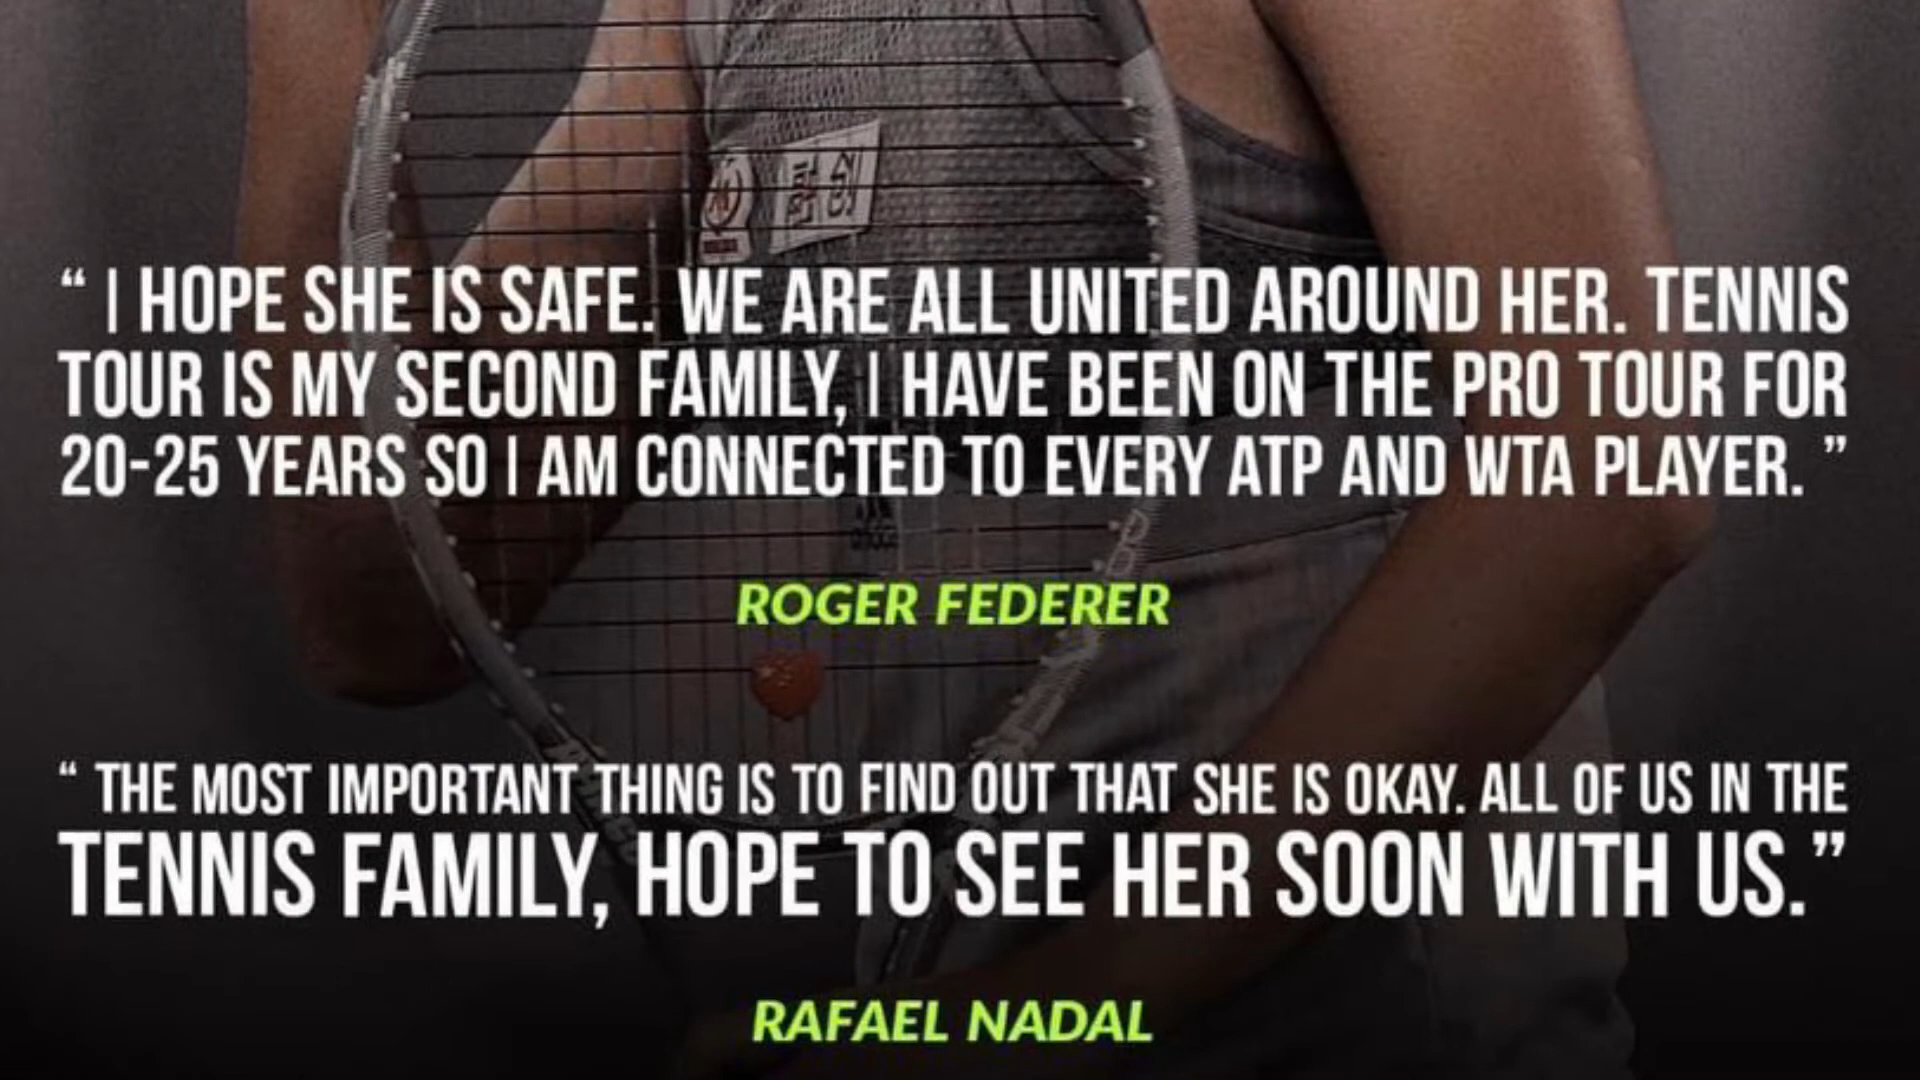 “ I HOPE SHE IS SAFE. WE ARE ALL UNITED AROUND HER. TENNIS
TOUR IS MY SECOND FAMILY, I HAVE BEEN ON THE PRO TOUR FOR
20-25 YEARS SO I AM CONNECTED TO EVERY ATP AND WTA PLAYER. ”
ROGER FEDERER
“ THE MOST IMPORTANT THING IS TO FIND OUT THAT SHE IS OKAY. ALL OF US IN THE
TENNIS FAMILY, HOPE TO SEE HER SOON WITH US.”
RAFAEL NADAL